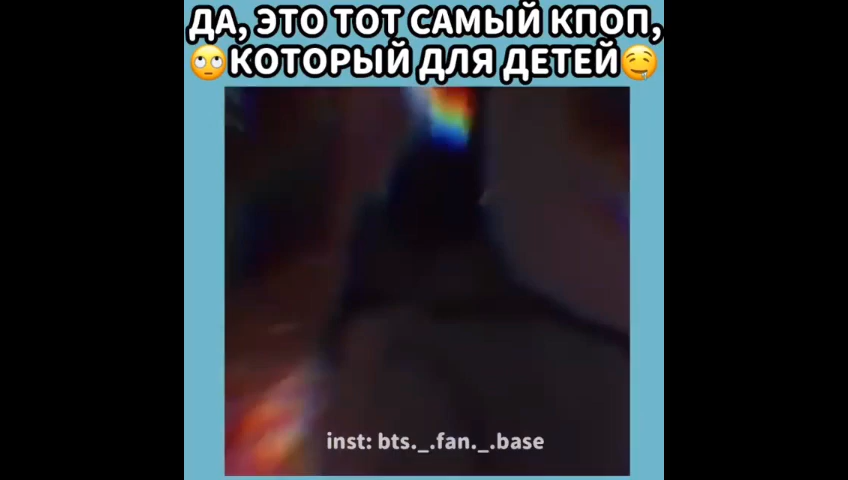 ДА, ЭТО ТОТ САМЫЙ КПОП,
🙄КОТОРЫЙ ДЛЯ ДЕТЕЙ🤤
inst: bts._.fan._.base